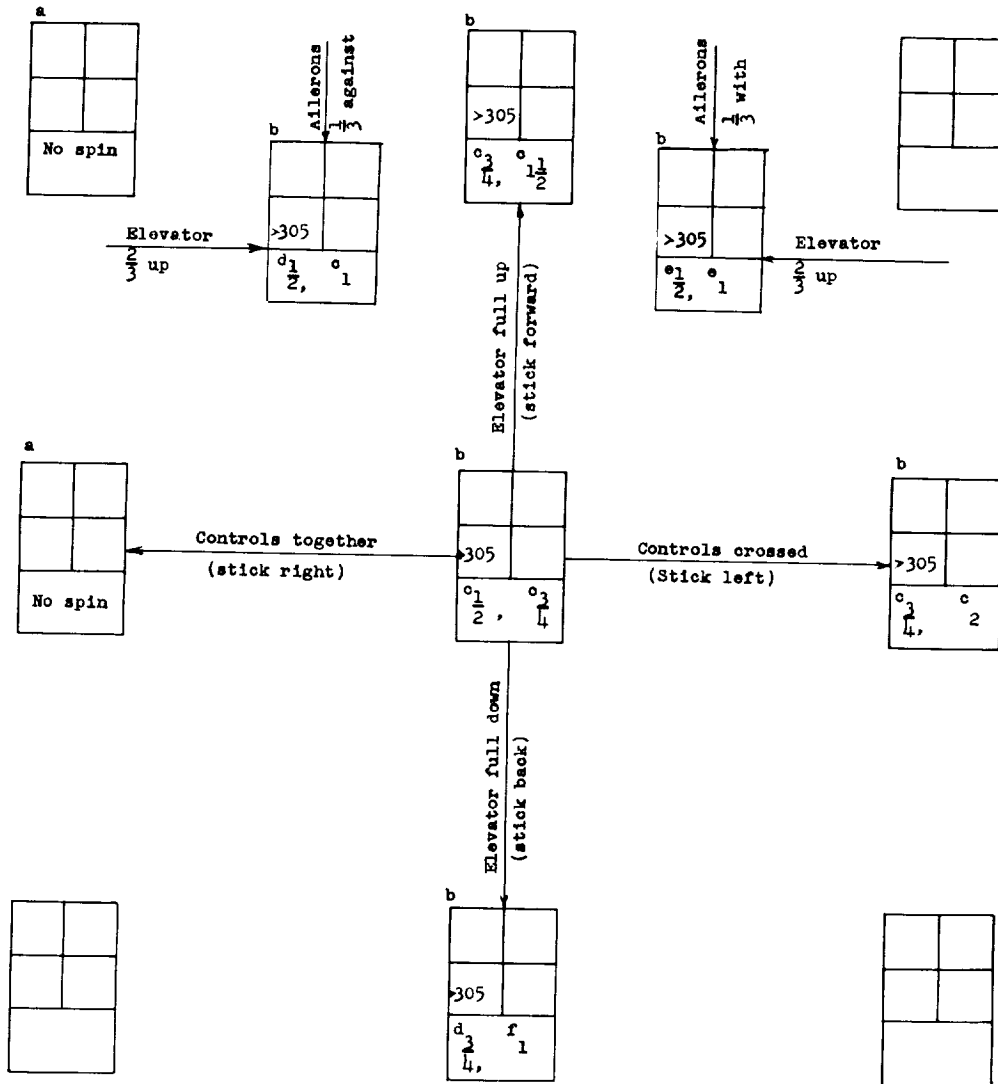 a
No spin
Ailerons
1/3 against
b
>305
d 1/2, c 1
Elevator
2/3 up
b
>305
c 3/4, c 1 1/2
Ailerons
1/3 with
b
>305
e 1/2, e 1
Elevator
2/3 up
Elevator full up
(stick forward)
a
No spin
Controls together
(stick right)
b
>305
c 1/2, c 3/4
Controls crossed
(Stick left)
b
>305
c 3/4, c 2
Elevator full down
(stick back)
b
>305
d 3/4, f 1